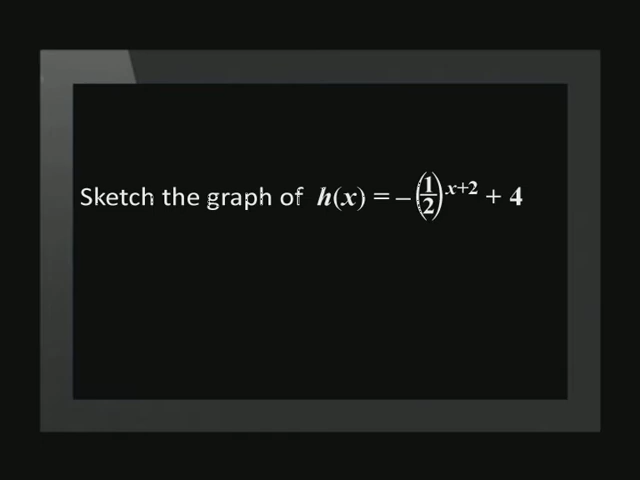 Sketch the graph of h(x) = –(1/2)^x+2 + 4